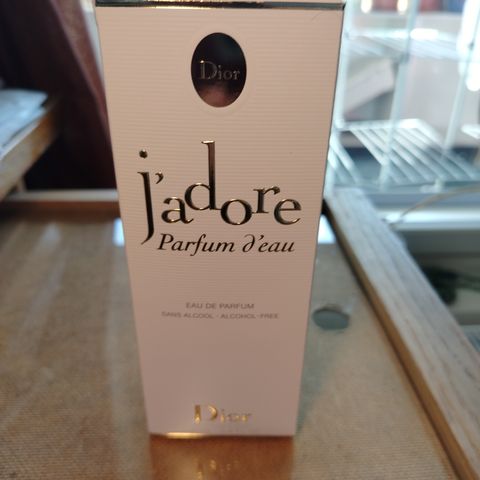 Dior
j'adore
Parfum d'eau
EAU DE PARFUM
SANS ALCOOL - ALCOHOL-FREE
Dior